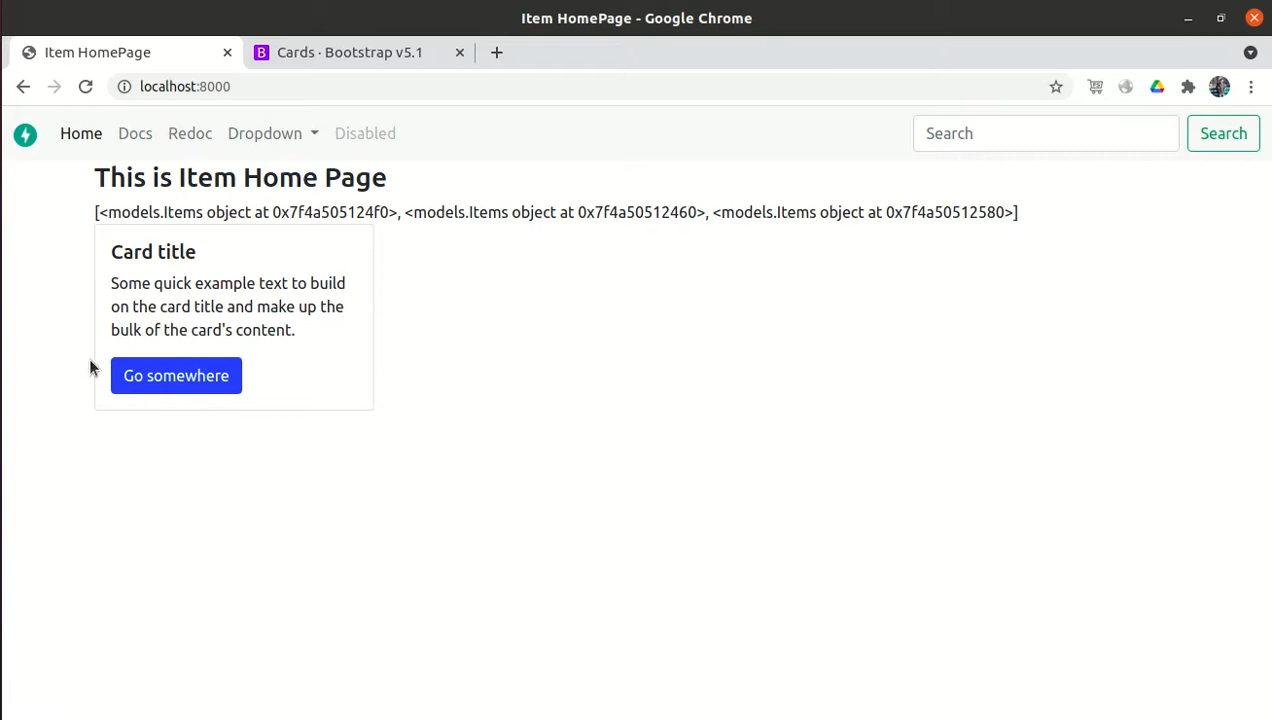 Item HomePage - Google Chrome
Item HomePage
B Cards · Bootstrap v5.1
localhost:8000
Home Docs Redoc Dropdown Disabled Search Search
This is Item Home Page
[<models.Items object at 0x7f4a505124f0>, <models.Items object at 0x7f4a50512460>, <models.Items object at 0x7f4a50512580>]
Card title
Some quick example text to build
on the card title and make up the
bulk of the card's content.
Go somewhere